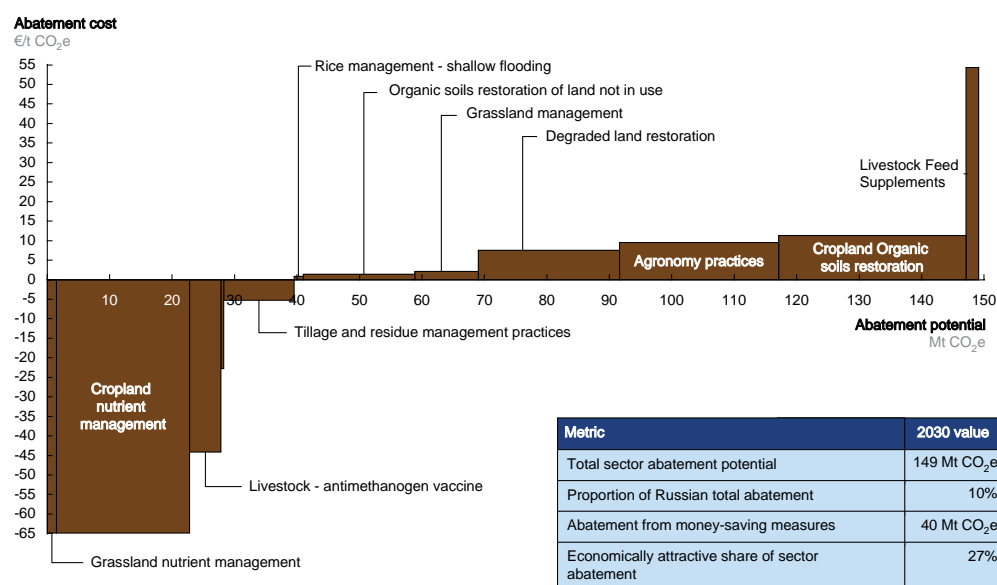 Abatement cost
€/t CO₂e
55
50
45
40
35
30
25
20
15
10
5
0
-5
-10
-15
-20
-25
-30
-35
-40
-45
-50
-55
-60
-65
Rice management - shallow flooding
Organic soils restoration of land not in use
Grassland management
Degraded land restoration
Livestock Feed
Supplements
Agronomy practices
Cropland Organic
soils restoration
10 20 30 40 50 60 70 80 90 100 110 120 130 140 150
Abatement potential
Mt CO₂e
Tillage and residue management practices
Cropland
nutrient
management
Livestock - antimethanogen vaccine
Grassland nutrient management
Metric 2030 value
Total sector abatement potential 149 Mt CO₂e
Proportion of Russian total abatement 10%
Abatement from money-saving measures 40 Mt CO₂e
Economically attractive share of sector 27%
abatement